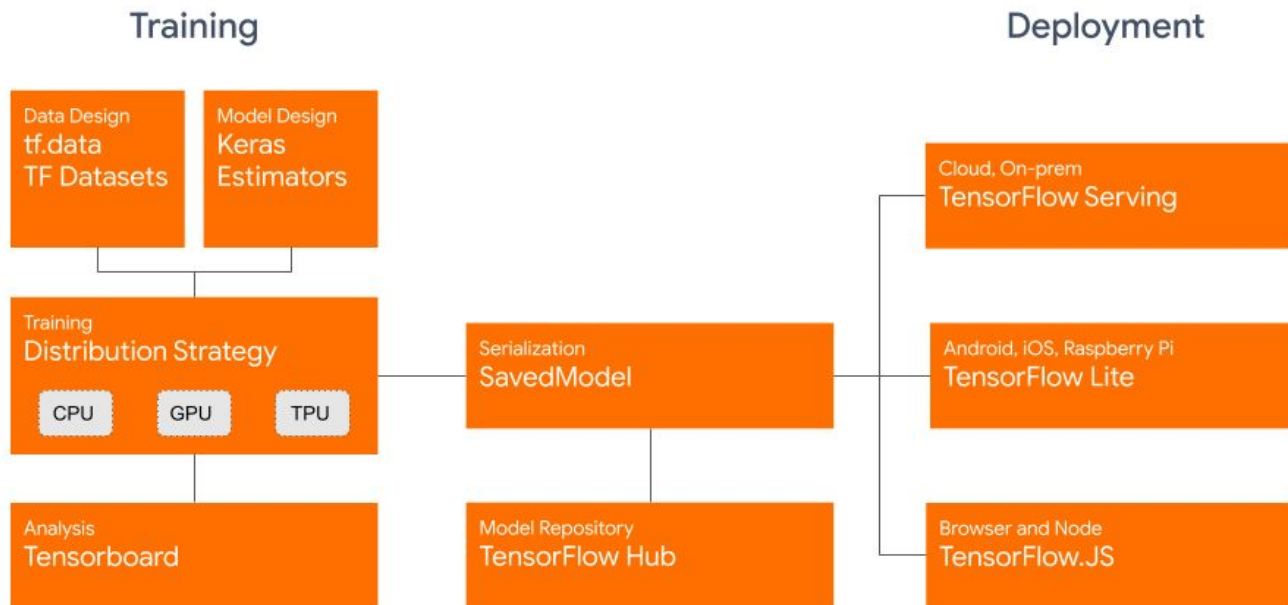 Training
Deployment
Data Design
tf.data
TF Datasets
Model Design
Keras
Estimators
Training
Distribution Strategy
CPU
GPU
TPU
Analysis
Tensorboard
Serialization
SavedModel
Model Repository
TensorFlow Hub
Cloud, On-prem
TensorFlow Serving
Android, iOS, Raspberry Pi
TensorFlow Lite
Browser and Node
TensorFlow.JS